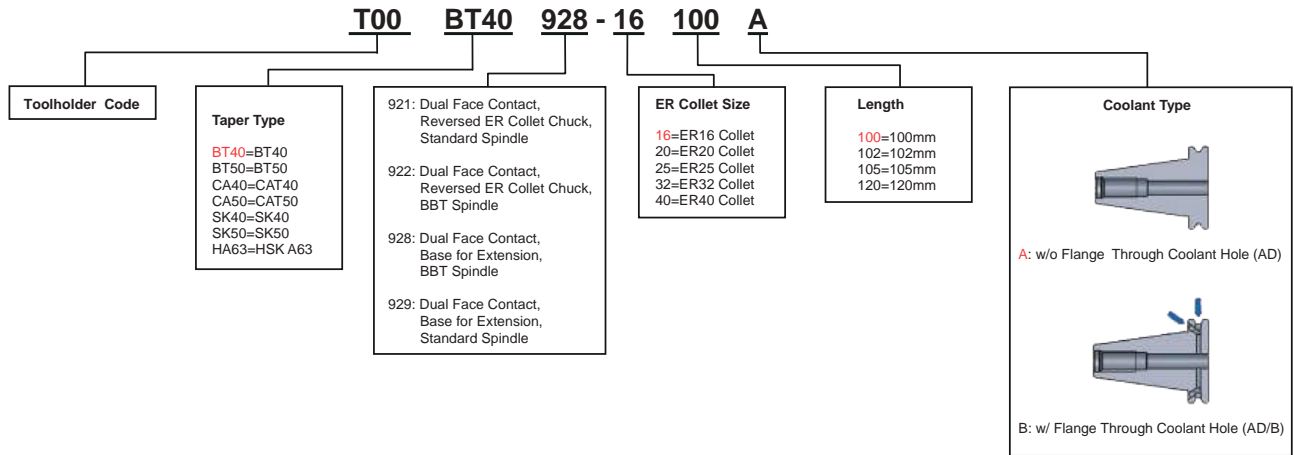 T00 BT40 928 - 16 100 A
Toolholder Code
Taper Type
BT40=BT40
BT50=BT50
CA40=CAT40
CA50=CAT50
SK40=SK40
SK50=SK50
HA63=HSK A63
921: Dual Face Contact,
Reversed ER Collet Chuck,
Standard Spindle
922: Dual Face Contact,
Reversed ER Collet Chuck,
BBT Spindle
928: Dual Face Contact,
Base for Extension,
BBT Spindle
929: Dual Face Contact,
Base for Extension,
Standard Spindle
ER Collet Size
16=ER16 Collet
20=ER20 Collet
25=ER25 Collet
32=ER32 Collet
40=ER40 Collet
Length
100=100mm
102=102mm
105=105mm
120=120mm
Coolant Type
A: w/o Flange Through Coolant Hole (AD)
B: w/ Flange Through Coolant Hole (AD/B)